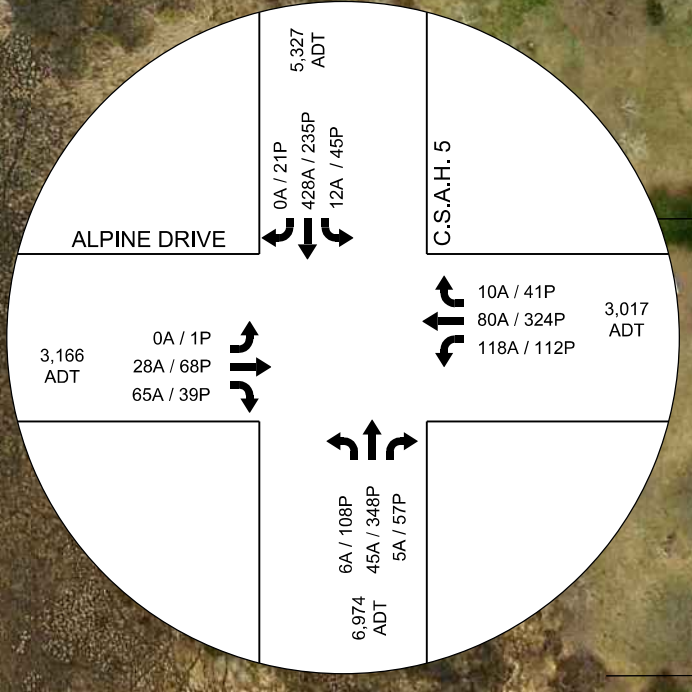 5,327
ADT
0A / 21P
428A / 235P
12A / 45P
C.S.A.H. 5
ALPINE DRIVE
10A / 41P
80A / 324P
118A / 112P
3,017
ADT
3,166
ADT
0A / 1P
28A / 68P
65A / 39P
6A / 108P
45A / 348P
5A / 57P
6,974
ADT